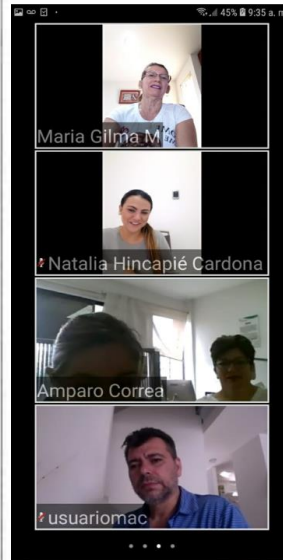 45% 9:35 a. m
Maria Gilma M
Natalia Hincapié Cardona
Amparo Correa
usuariomac